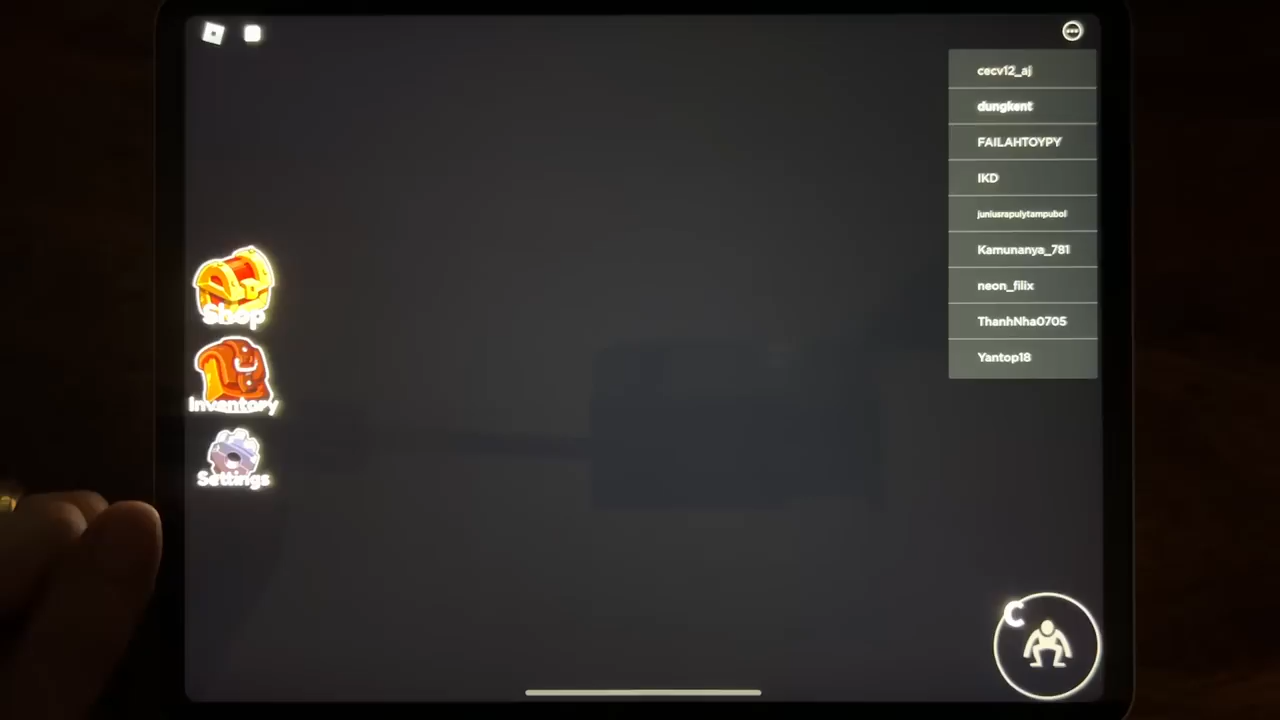 cecv12_aj
dungkent
FAILAHTOYPY
IKD
juniusrapulytampubol
Kamunanya_781
neon_filix
ThanhNha0705
Yantop18
Shop
Inventory
Settings
C